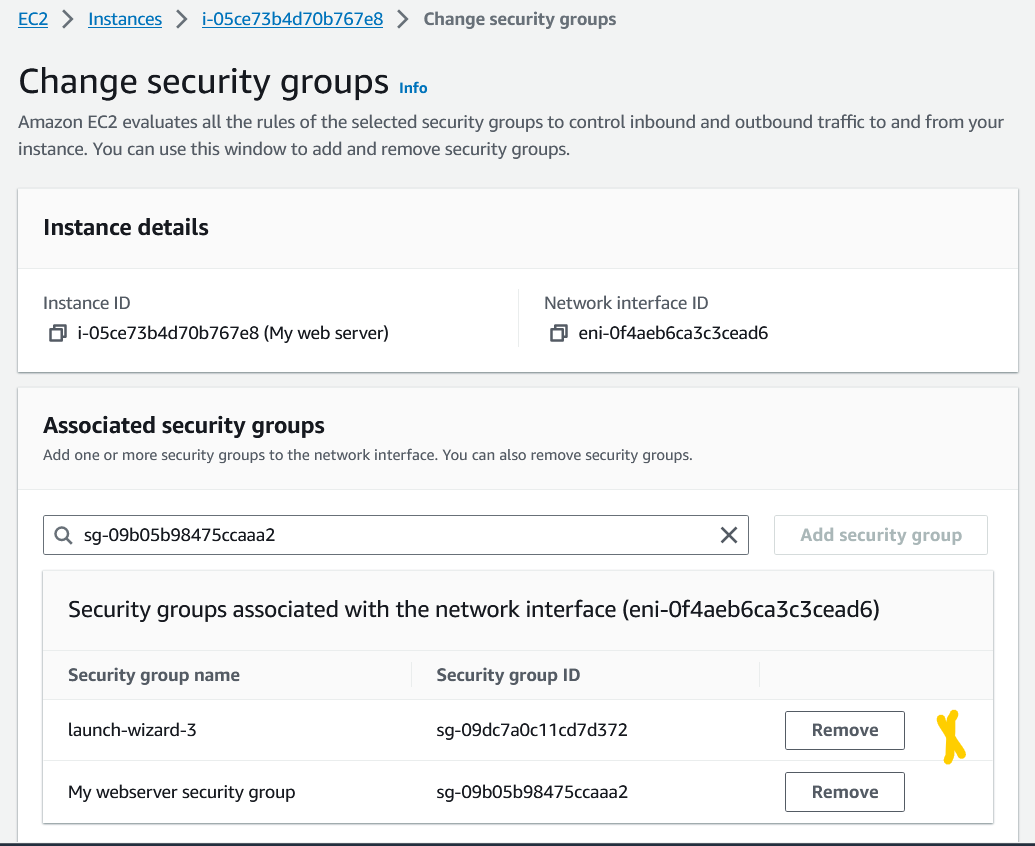 EC2 > Instances > i-05ce73b4d70b767e8 > Change security groups
Change security groups Info
Amazon EC2 evaluates all the rules of the selected security groups to control inbound and outbound traffic to and from your
instance. You can use this window to add and remove security groups.
Instance details
Instance ID
i-05ce73b4d70b767e8 (My web server)
Network interface ID
eni-0f4aeb6ca3c3cead6
Associated security groups
Add one or more security groups to the network interface. You can also remove security groups.
sg-09b05b98475ccaaa2
Add security group
Security groups associated with the network interface (eni-0f4aeb6ca3c3cead6)
Security group name Security group ID
launch-wizard-3 sg-09dc7a0c11cd7d372 Remove
My webserver security group sg-09b05b98475ccaaa2 Remove